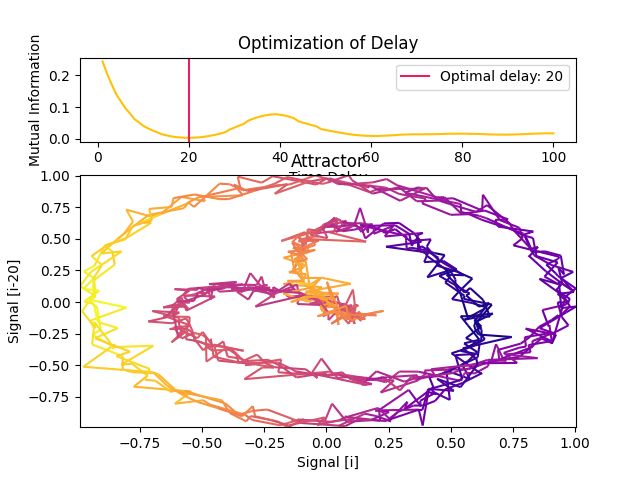 Optimization of Delay
Mutual Information
0.2
0.1
0.0
Optimal delay: 20
0 20 40 60 80 100
Time Delay
Attractor
Signal [i-20]
1.00
0.75
0.50
0.25
0.00
−0.25
−0.50
−0.75
−0.75 −0.50 −0.25 0.00 0.25 0.50 0.75 1.00
Signal [i]